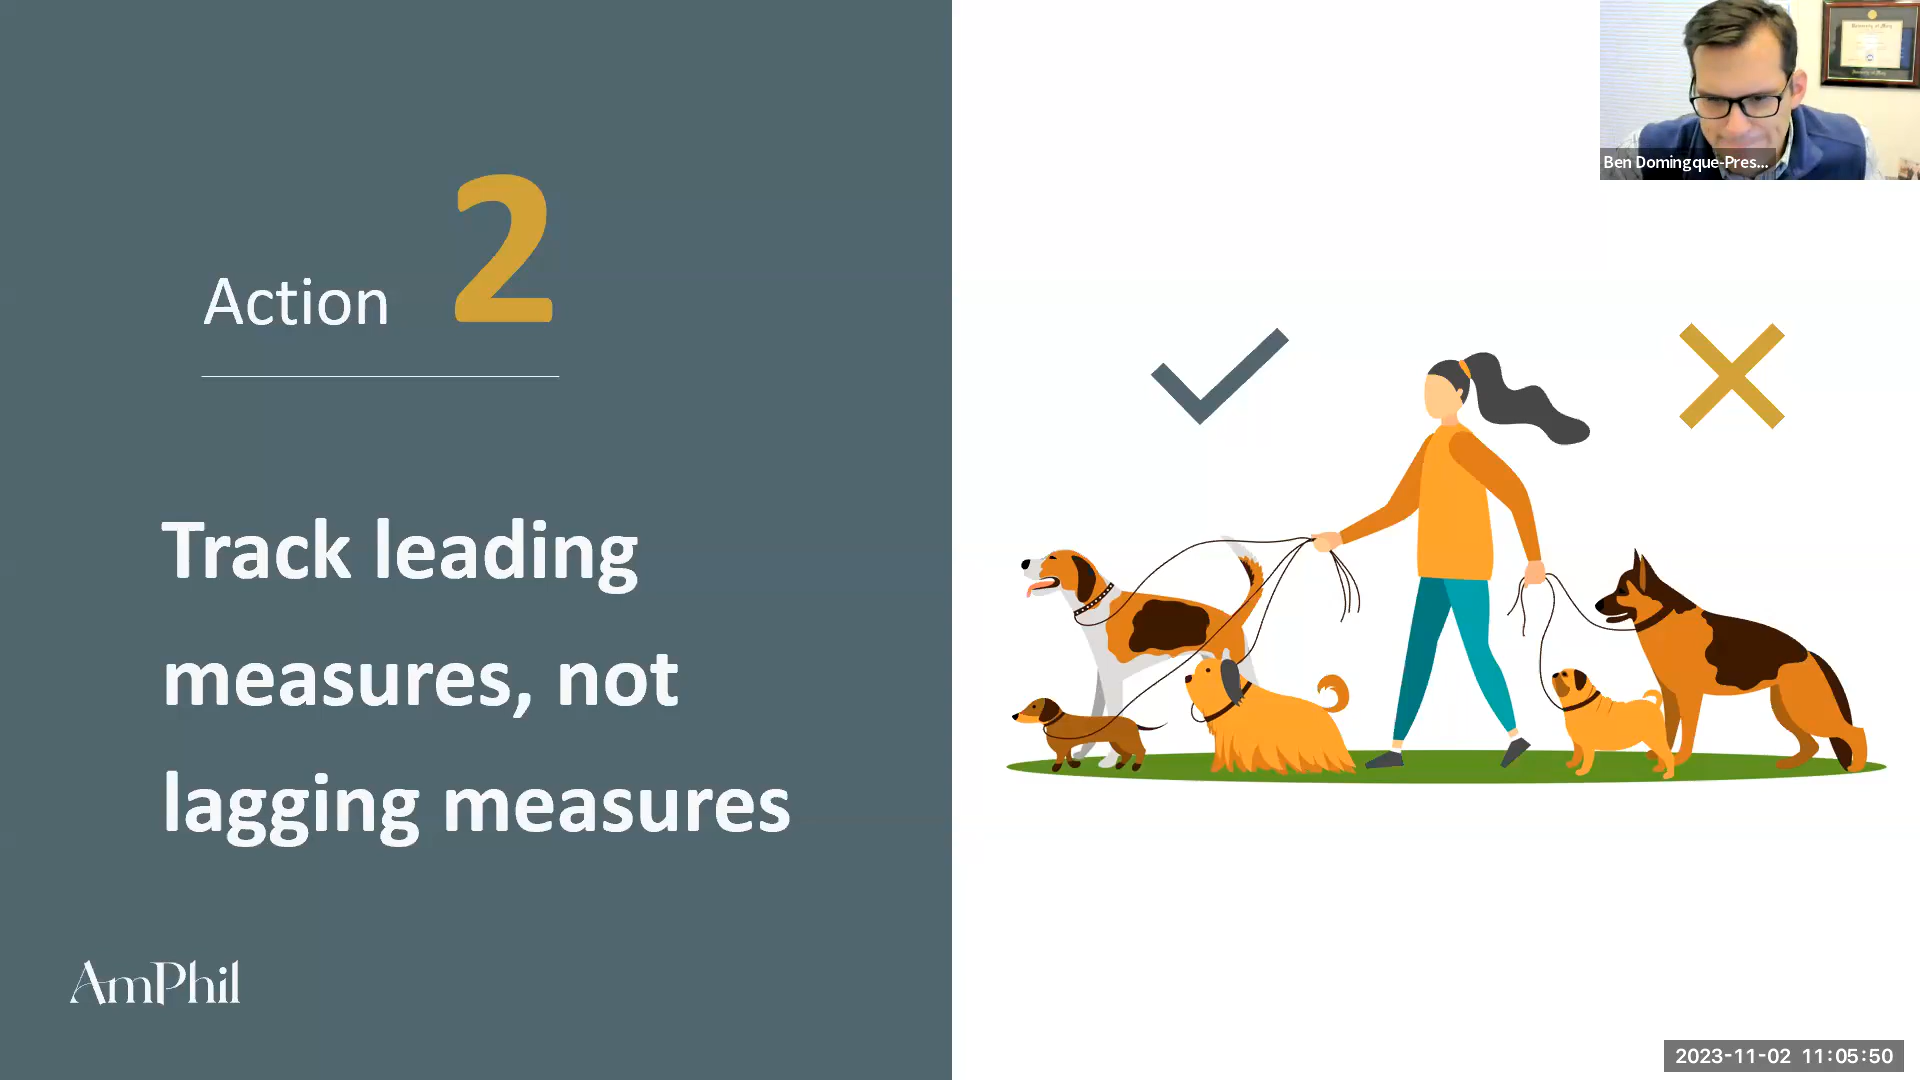 Action 2
Track leading
measures, not
lagging measures
AmPhil
Ben Domingque-Pres...
2023-11-02 11:05:50